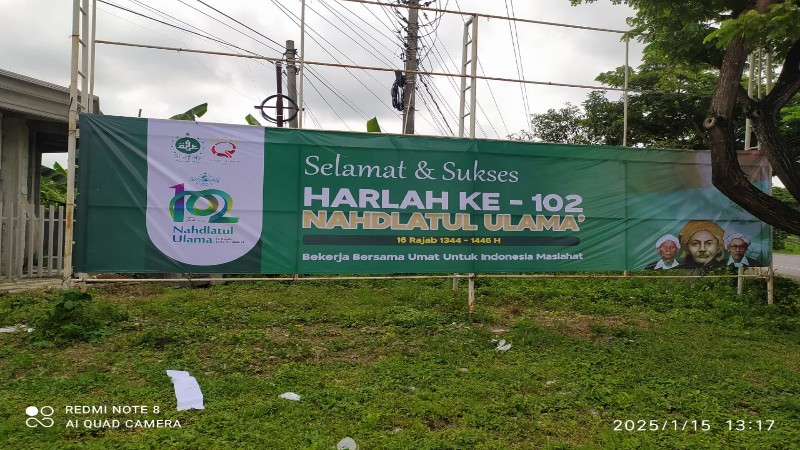 Selamat & Sukses
HARLAH KE - 102
NAHDLATUL ULAMA'
16 Rajab 1344 - 1446 H
Bekerja Bersama Umat Untuk Indonesia Maslahat
102
Nahdlatul
Ulama
REDMI NOTE 8
AI QUAD CAMERA
2025/1/15 13:17